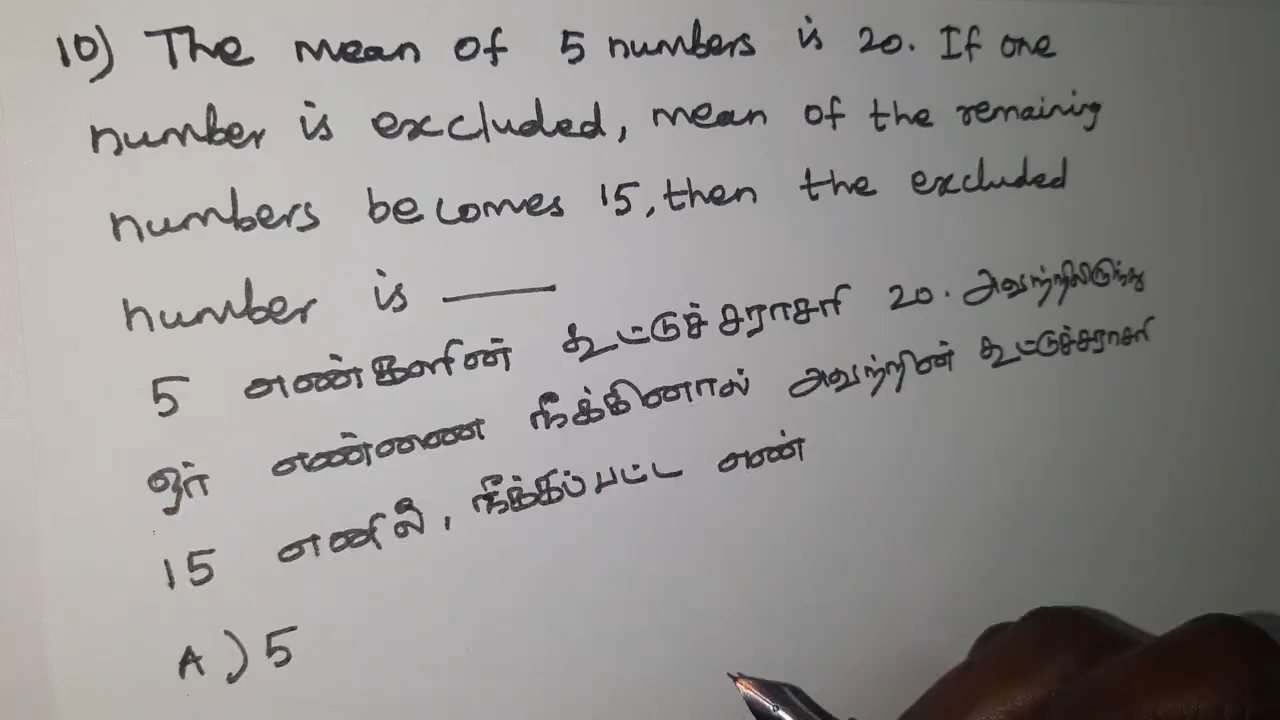 10) The mean of 5 numbers is 20. If one
number is excluded, mean of the remaining
numbers becomes 15, then the excluded
number is ___
5 எண்களின் கூட்டுச் சராசரி 20. அவற்றிலிருந்து
ஓர் எண்ணை நீக்கினால் அவற்றின் கூட்டுச்சராசரி
15 எனில், நீக்கப்பட்ட எண்
A) 5